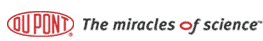 DUPONT The miracles of science™